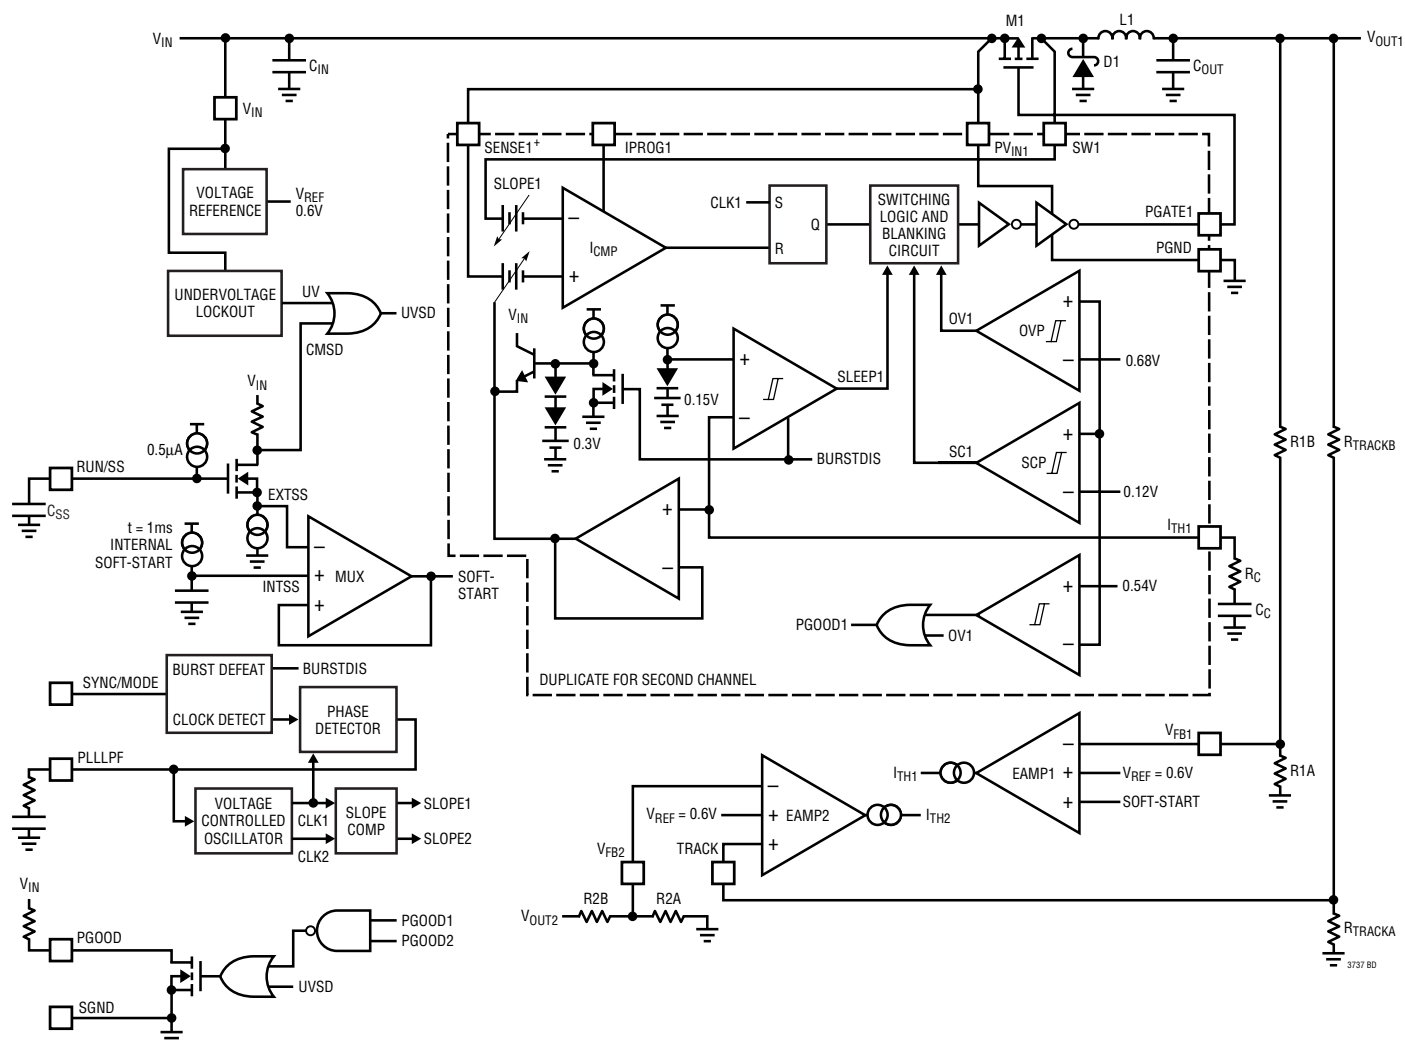 VIN
CIN
M1
L1
D1
COUT
VOUT1
VIN
VOLTAGE
REFERENCE
VREF
0.6V
UNDERVOLTAGE
LOCKOUT
UV
CMSD
UVSD
SENSE1+
IPROG1
PVIN1
SW1
SLOPE1
−
+
ICMP
CLK1
S
Q
R
SWITCHING
LOGIC AND
BLANKING
CIRCUIT
PGATE1
PGND
OV1
OVP
+
−
0.68V
VIN
0.3V
0.15V
+
−
SLEEP1
BURSTDIS
SC1
SCP
+
−
0.12V
R1B
RTRACKB
VIN
0.5µA
RUN/SS
CSS
EXTSS
t = 1ms
INTERNAL
SOFT-START
INTSS
−
+
+
MUX
SOFT-
START
+
−
ITH1
RC
CC
PGOOD1
OV1
+
−
0.54V
DUPLICATE FOR SECOND CHANNEL
SYNC/MODE
BURST DEFEAT
CLOCK DETECT
BURSTDIS
PHASE
DETECTOR
PLLLPF
VOLTAGE
CONTROLLED
OSCILLATOR
CLK1
CLK2
SLOPE
COMP
SLOPE1
SLOPE2
ITH1
EAMP1
−
+
+
VFB1
VREF = 0.6V
SOFT-START
R1A
VREF = 0.6V
−
+
+
EAMP2
ITH2
VFB2
TRACK
VOUT2
R2B
R2A
RTRACKA
VIN
PGOOD
PGOOD1
PGOOD2
UVSD
SGND
3737 BD